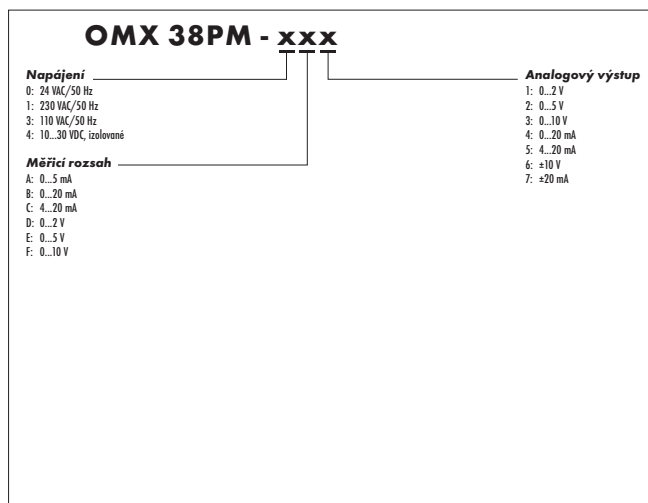 OMX 38PM - xxx
Napájení
0: 24 VAC/50 Hz
1: 230 VAC/50 Hz
3: 110 VAC/50 Hz
4: 10...30 VDC, izolované
Měřicí rozsah
A: 0...5 mA
B: 0...20 mA
C: 4...20 mA
D: 0...2 V
E: 0...5 V
F: 0...10 V
Analogový výstup
1: 0...2 V
2: 0...5 V
3: 0...10 V
4: 0...20 mA
5: 4...20 mA
6: ±10 V
7: ±20 mA